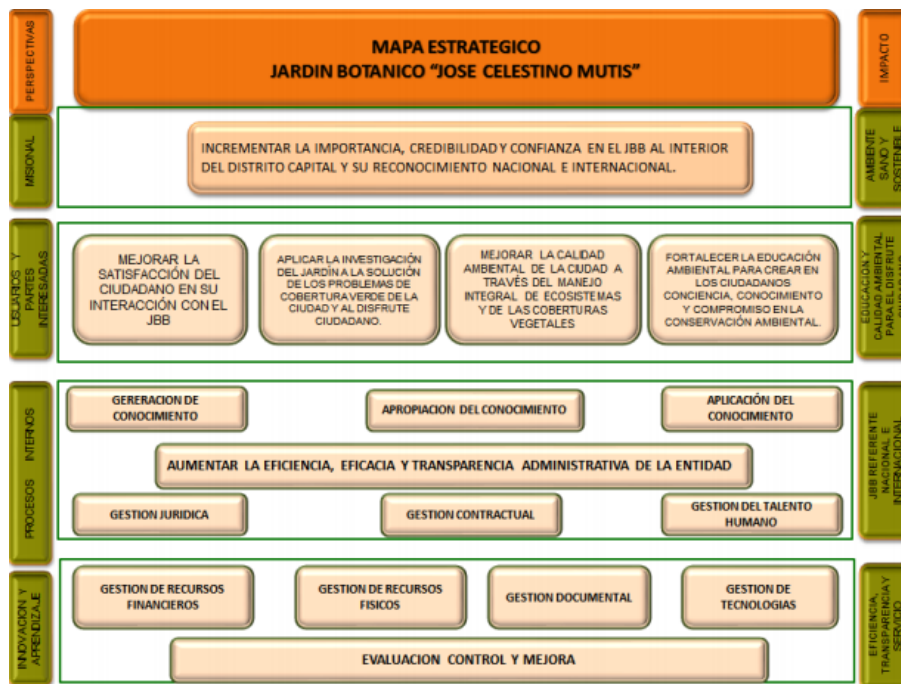 PERSPECTIVAS
MAPA ESTRATEGICO
JARDIN BOTANICO “JOSE CELESTINO MUTIS”
IMPACTO
MISIONAL
INCREMENTAR LA IMPORTANCIA, CREDIBILIDAD Y CONFIANZA EN EL JBB AL INTERIOR
DEL DISTRITO CAPITAL Y SU RECONOCIMIENTO NACIONAL E INTERNACIONAL.
AMBIENTE
SANO Y
SOSTENIBLE
USUARIOS Y
PARTES
INTERESADAS
MEJORAR LA
SATISFACCIÓN DEL
CIUDADANO EN SU
INTERACCIÓN CON EL
JBB
APLICAR LA INVESTIGACIÓN
DEL JARDÍN A LA SOLUCIÓN
DE LOS PROBLEMAS DE
COBERTURA VERDE DE LA
CIUDAD Y AL DISFRUTE
CIUDADANO.
MEJORAR LA CALIDAD
AMBIENTAL DE LA CIUDAD A
TRAVÉS DEL MANEJO
INTEGRAL DE ECOSISTEMAS
Y DE LAS COBERTURAS
VEGETALES
FORTALECER LA EDUCACIÓN
AMBIENTAL PARA CREAR EN
LOS CIUDADANOS
CONCIENCIA, CONOCIMIENTO
Y COMPROMISO EN LA
CONSERVACIÓN AMBIENTAL.
EDUCACION Y
CALIDAD AMBIENTAL
PARA EL DISFRUTE
PROCESOS INTERNOS
GERERACION DE
CONOCIMIENTO
APROPIACION DEL CONOCIMIENTO
APLICACIÓN DEL
CONOCIMIENTO
AUMENTAR LA EFICIENCIA, EFICACIA Y TRANSPARENCIA ADMINISTRATIVA DE LA ENTIDAD
GESTION JURIDICA
GESTION CONTRACTUAL
GESTION DEL TALENTO
HUMANO
JBB REFERENTE
NACIONAL E
INTERNACIONAL
INNOVACION Y
APRENDIZAJE
GESTION DE RECURSOS
FINANCIEROS
GESTION DE RECURSOS
FISICOS
GESTION DOCUMENTAL
GESTION DE
TECNOLOGIAS
EVALUACION CONTROL Y MEJORA
EFICIENCIA,
TRANSPARENCIA Y
SERVICIO